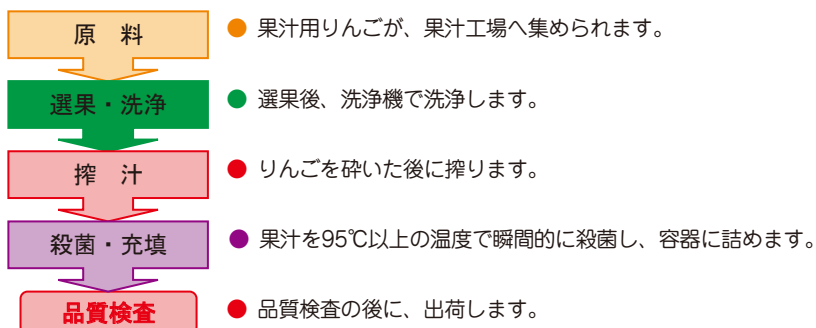 原　料
● 果汁用りんごが、果汁工場へ集められます。
選果・洗浄
● 選果後、洗浄機で洗浄します。
搾　汁
● りんごを砕いた後に搾ります。
殺菌・充填
● 果汁を95℃以上の温度で瞬間的に殺菌し、容器に詰めます。
品質検査
● 品質検査の後に、出荷します。